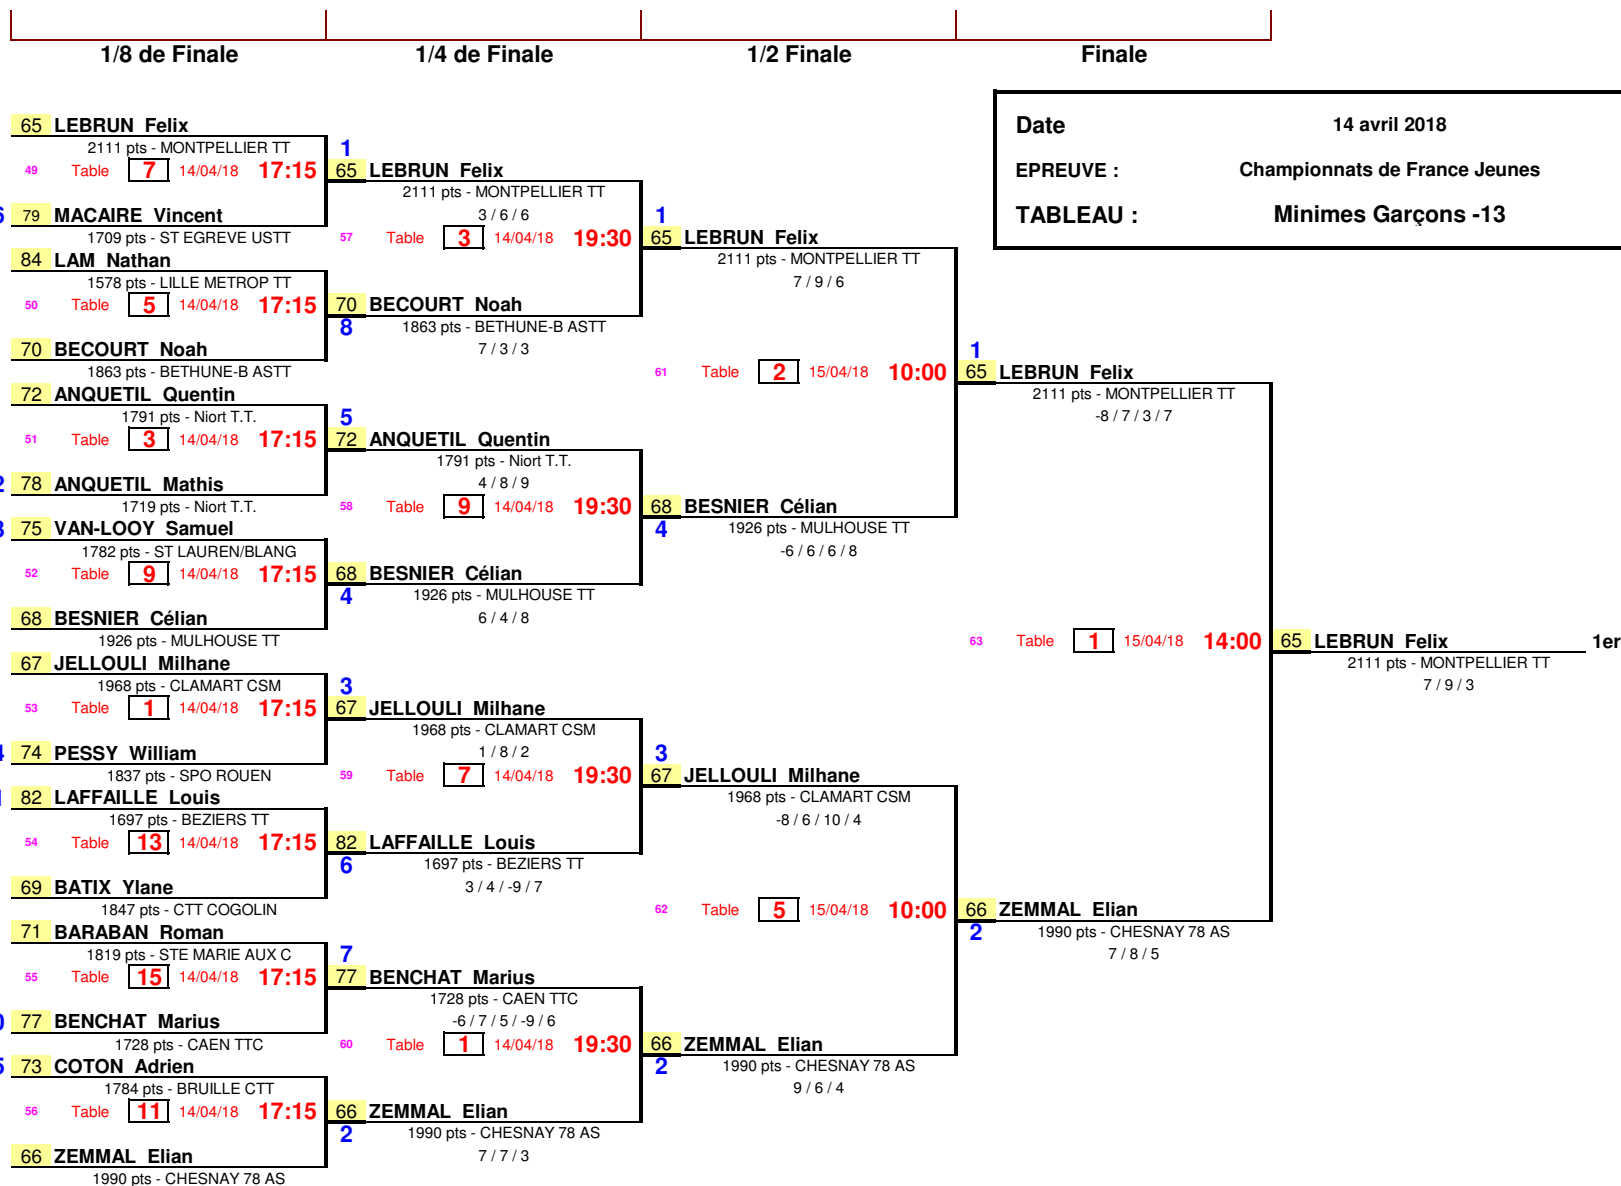 1/8 de Finale 1/4 de Finale 1/2 Finale Finale
Date 14 avril 2018
EPREUVE : Championnats de France Jeunes
TABLEAU : Minimes Garçons -13
65 LEBRUN Felix
2111 pts - MONTPELLIER TT
49 Table 7 14/04/18 17:15
79 MACAIRE Vincent
1709 pts - ST EGREVE USTT
84 LAM Nathan
1578 pts - LILLE METROP TT
50 Table 5 14/04/18 17:15
70 BECOURT Noah
1863 pts - BETHUNE-B ASTT
72 ANQUETIL Quentin
1791 pts - Niort T.T.
51 Table 3 14/04/18 17:15
78 ANQUETIL Mathis
1719 pts - Niort T.T.
75 VAN-LOOY Samuel
1782 pts - ST LAUREN/BLANG
52 Table 9 14/04/18 17:15
68 BESNIER Célian
1926 pts - MULHOUSE TT
67 JELLOULI Milhane
1968 pts - CLAMART CSM
53 Table 1 14/04/18 17:15
74 PESSY William
1837 pts - SPO ROUEN
82 LAFFAILLE Louis
1697 pts - BEZIERS TT
54 Table 13 14/04/18 17:15
69 BATIX Ylane
1847 pts - CTT COGOLIN
71 BARABAN Roman
1819 pts - STE MARIE AUX C
55 Table 15 14/04/18 17:15
77 BENCHAT Marius
1728 pts - CAEN TTC
73 COTON Adrien
1784 pts - BRUILLE CTT
56 Table 11 14/04/18 17:15
66 ZEMMAL Elian
1990 pts - CHESNAY 78 AS
1
65 LEBRUN Felix
2111 pts - MONTPELLIER TT
3 / 6 / 6
57 Table 3 14/04/18 19:30
70 BECOURT Noah
8
1863 pts - BETHUNE-B ASTT
7 / 3 / 3
5
72 ANQUETIL Quentin
1791 pts - Niort T.T.
4 / 8 / 9
58 Table 9 14/04/18 19:30
68 BESNIER Célian
4
1926 pts - MULHOUSE TT
6 / 4 / 8
3
67 JELLOULI Milhane
1968 pts - CLAMART CSM
1 / 8 / 2
59 Table 7 14/04/18 19:30
82 LAFFAILLE Louis
6
1697 pts - BEZIERS TT
3 / 4 / -9 / 7
7
77 BENCHAT Marius
1728 pts - CAEN TTC
-6 / 7 / 5 / -9 / 6
60 Table 1 14/04/18 19:30
66 ZEMMAL Elian
2
1990 pts - CHESNAY 78 AS
7 / 7 / 3
1
65 LEBRUN Felix
2111 pts - MONTPELLIER TT
7 / 9 / 6
61 Table 2 15/04/18 10:00
68 BESNIER Célian
4
1926 pts - MULHOUSE TT
-6 / 6 / 6 / 8
3
67 JELLOULI Milhane
1968 pts - CLAMART CSM
-8 / 6 / 10 / 4
62 Table 5 15/04/18 10:00
66 ZEMMAL Elian
2
1990 pts - CHESNAY 78 AS
9 / 6 / 4
1
65 LEBRUN Felix
2111 pts - MONTPELLIER TT
-8 / 7 / 3 / 7
63 Table 1 15/04/18 14:00
66 ZEMMAL Elian
2
1990 pts - CHESNAY 78 AS
7 / 8 / 5
65 LEBRUN Felix 1er
2111 pts - MONTPELLIER TT
7 / 9 / 3